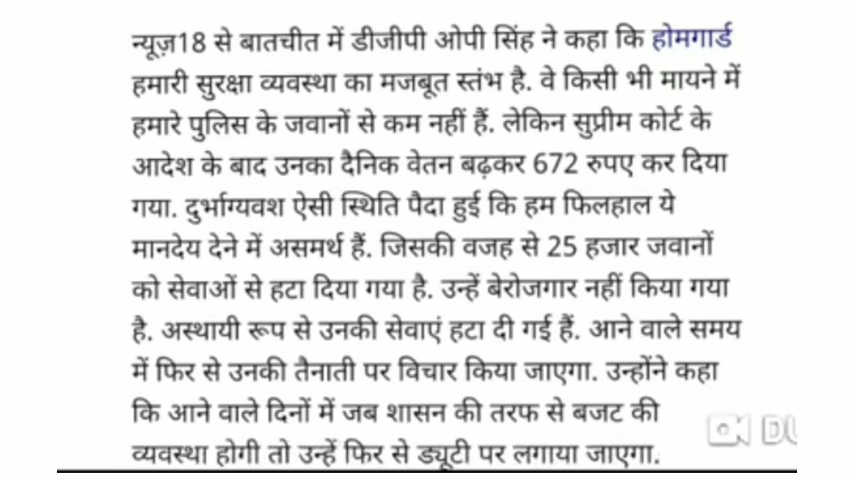 न्यूज़18 से बातचीत में डीजीपी ओपी सिंह ने कहा कि होमगार्ड
हमारी सुरक्षा व्यवस्था का मजबूत स्तंभ है. वे किसी भी मायने में
हमारे पुलिस के जवानों से कम नहीं हैं. लेकिन सुप्रीम कोर्ट के
आदेश के बाद उनका दैनिक वेतन बढ़कर 672 रुपए कर दिया
गया. दुर्भाग्यवश ऐसी स्थिति पैदा हुई कि हम फिलहाल ये
मानदेय देने में असमर्थ हैं. जिसकी वजह से 25 हजार जवानों
को सेवाओं से हटा दिया गया है. उन्हें बेरोजगार नहीं किया गया
है. अस्थायी रूप से उनकी सेवाएं हटा दी गई हैं. आने वाले समय
में फिर से उनकी तैनाती पर विचार किया जाएगा. उन्होंने कहा
कि आने वाले दिनों में जब शासन की तरफ से बजट की
व्यवस्था होगी तो उन्हें फिर से ड्यूटी पर लगाया जाएगा.